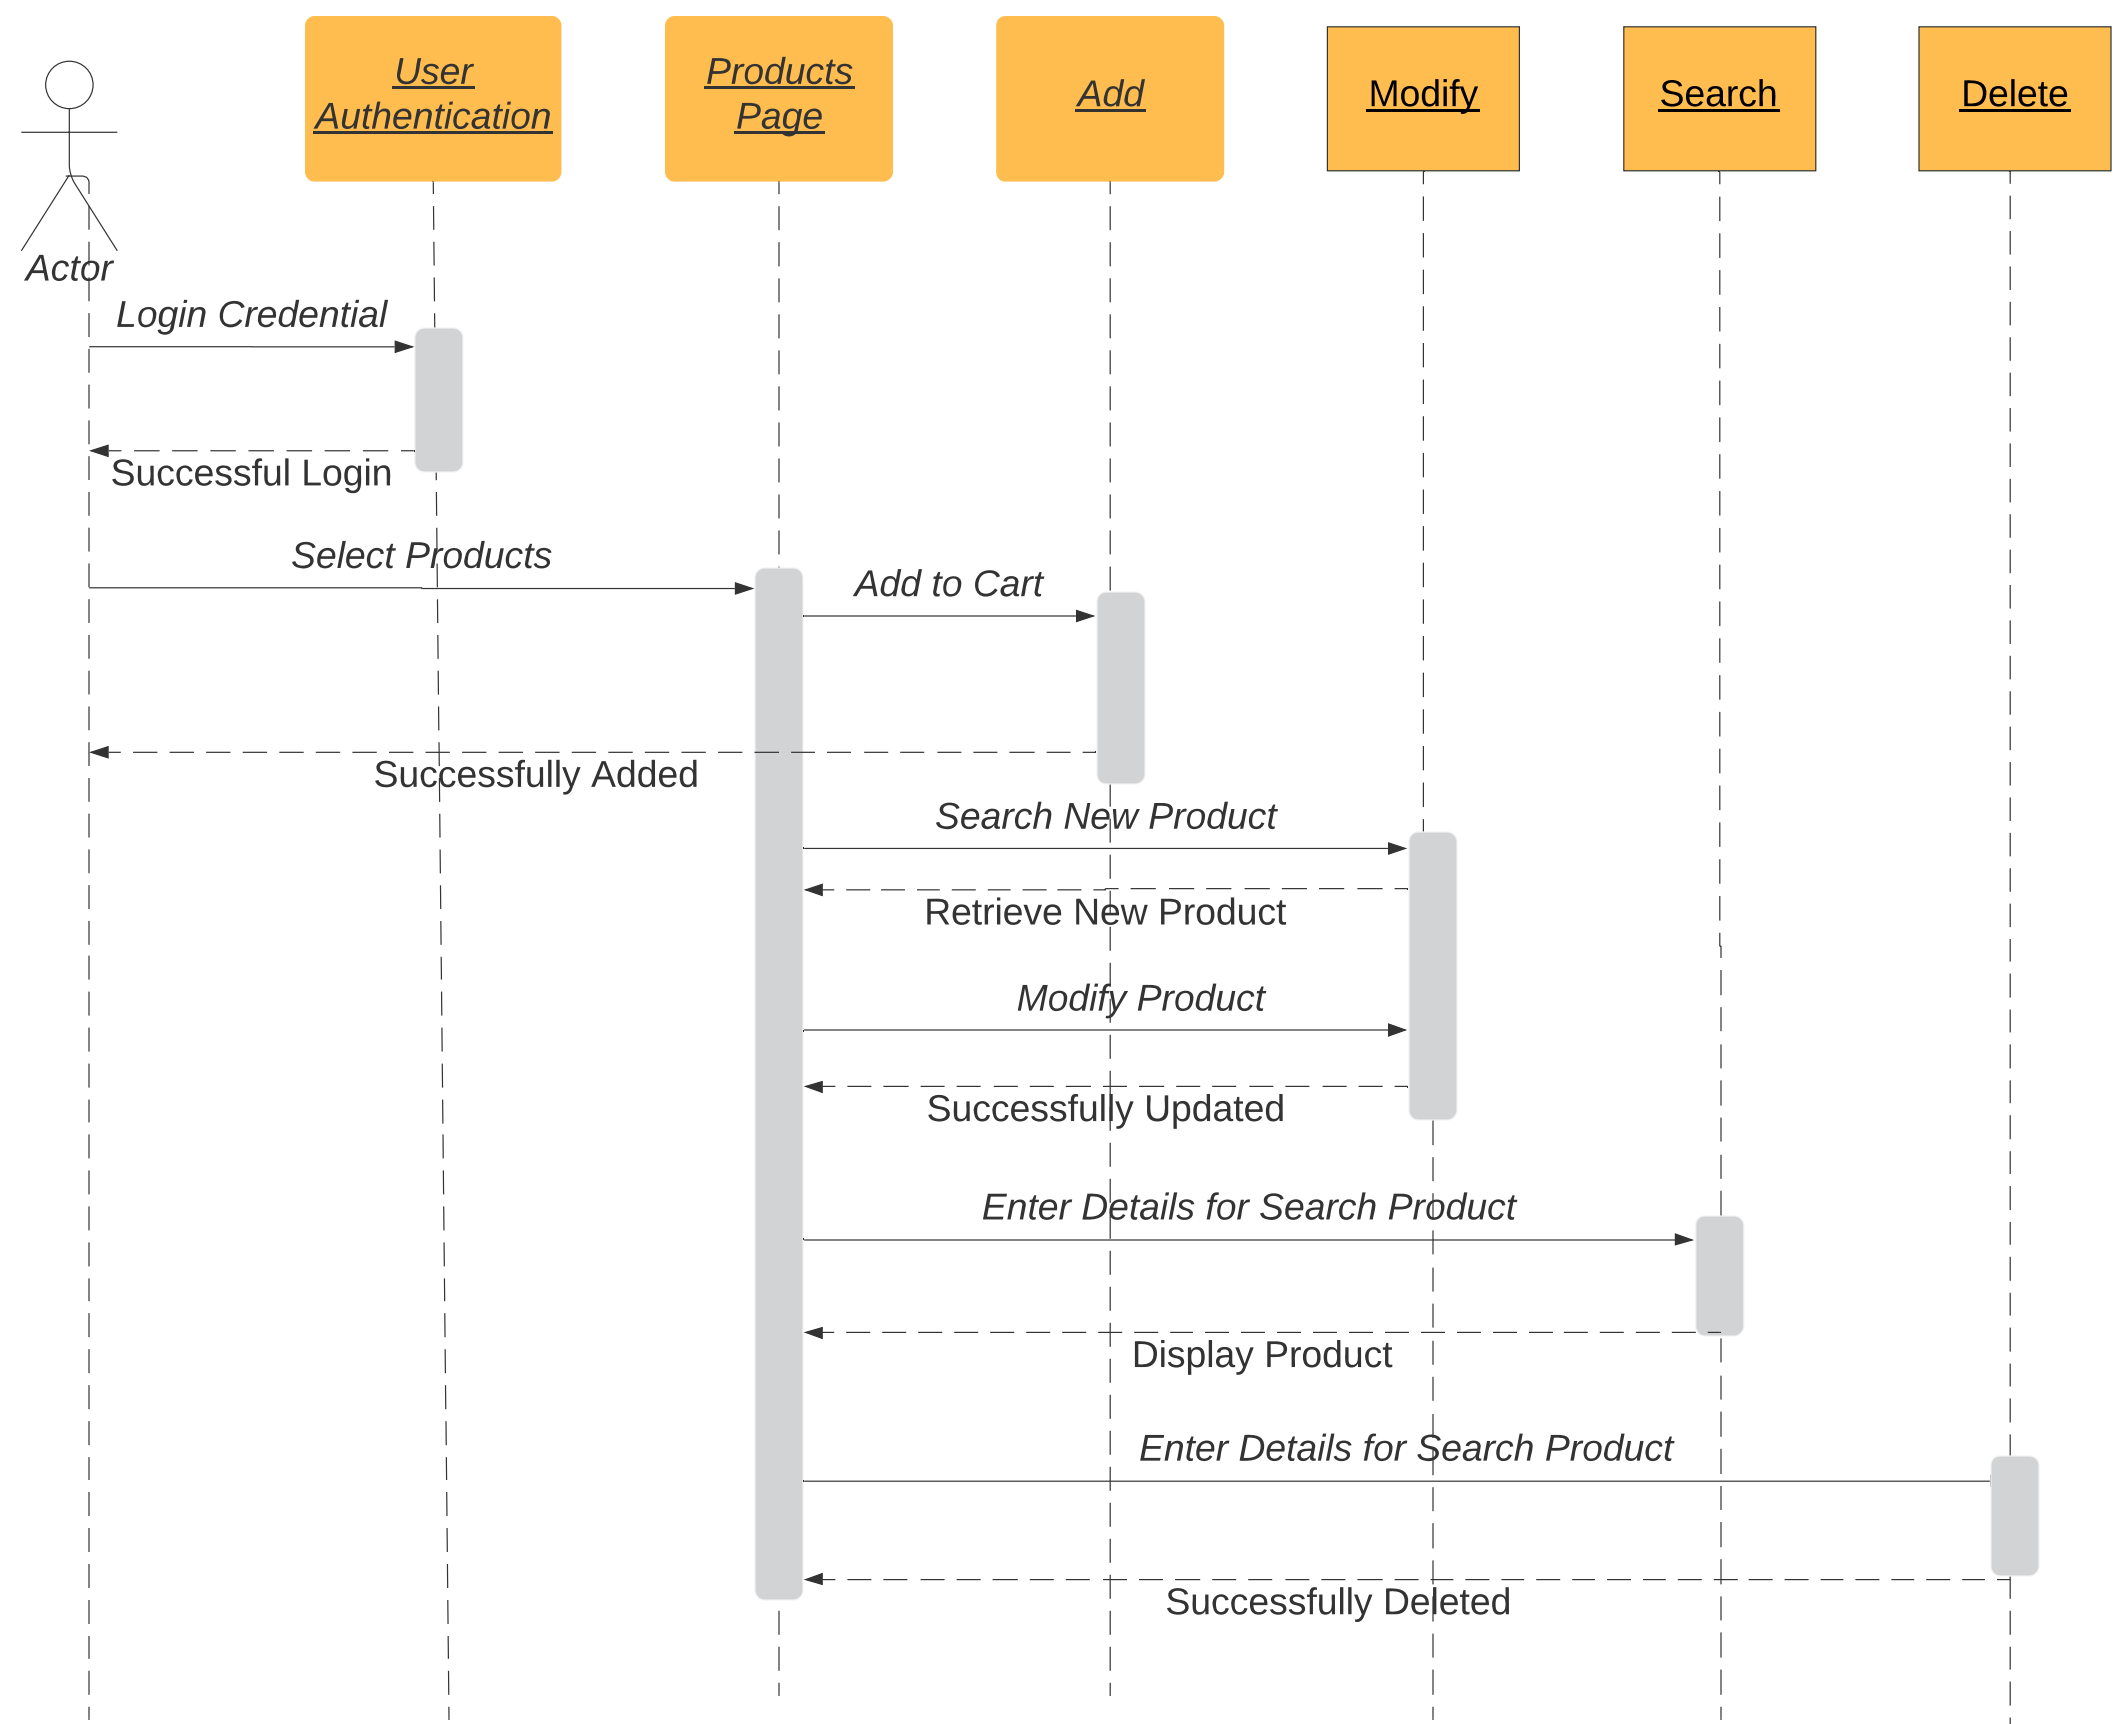 User
Authentication
Products
Page
Add
Modify
Search
Delete
Actor
Login Credential
Successful Login
Select Products
Add to Cart
Successfully Added
Search New Product
Retrieve New Product
Modify Product
Successfully Updated
Enter Details for Search Product
Display Product
Enter Details for Search Product
Successfully Deleted